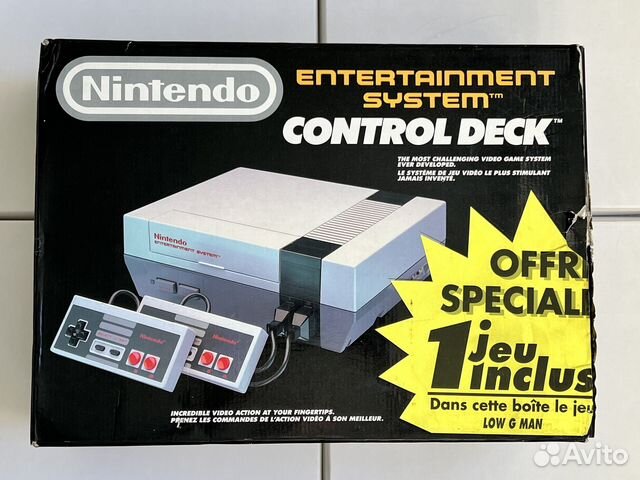 Nintendo
ENTERTAINMENT
SYSTEM™
CONTROL DECK™
THE MOST CHALLENGING VIDEO GAME SYSTEM
EVER DEVELOPED.
LE SYSTÈME DE JEU VIDÉO LE PLUS STIMULANT
JAMAIS INVENTÉ.
Nintendo
ENTERTAINMENT SYSTEM™
Nintendo
Nintendo
OFFRE
SPECIALE
1 jeu
inclus
Dans cette boîte le jeu
LOW G MAN
INCREDIBLE VIDEO ACTION AT YOUR FINGERTIPS.
PRENEZ LES COMMANDES DE L'ACTION VIDÉO À SON MEILLEUR.
Avito